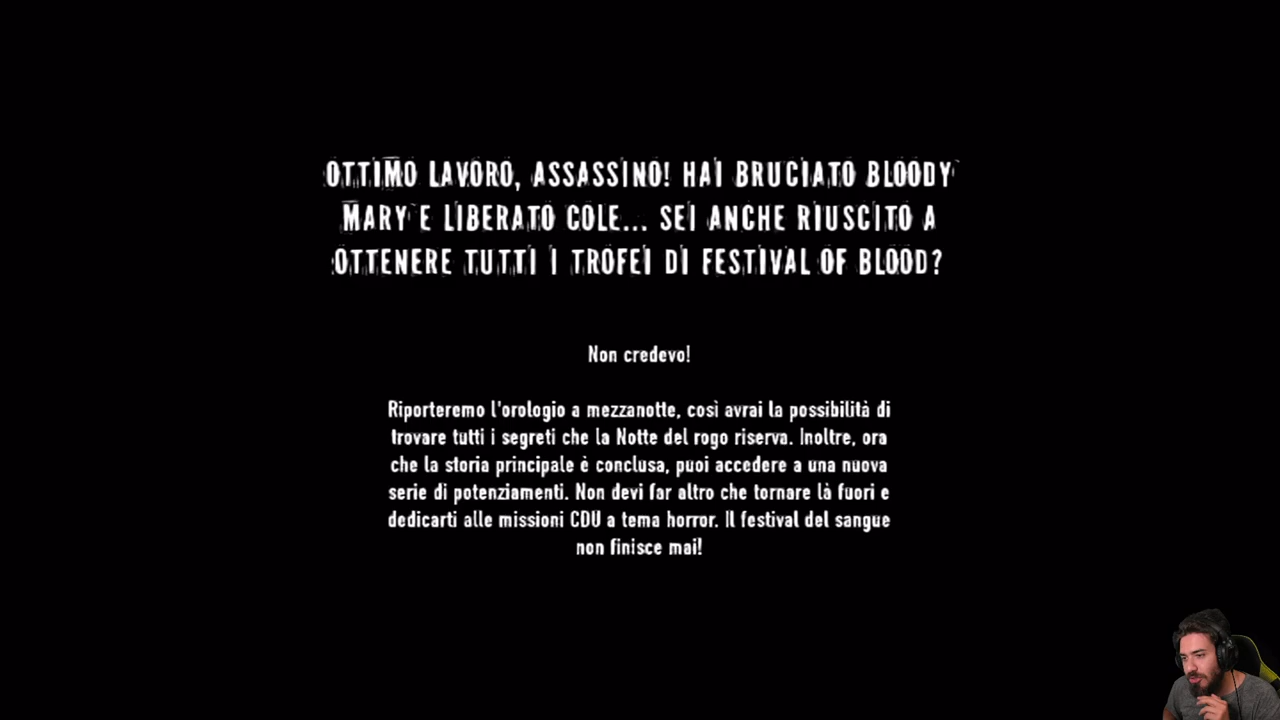 OTTIMO LAVORO, ASSASSINO! HAI BRUCIATO BLOODY
MARY E LIBERATO COLE... SEI ANCHE RIUSCITO A
OTTENERE TUTTI I TROFEI DI FESTIVAL OF BLOOD?
Non credevo!
Riporteremo l'orologio a mezzanotte, così avrai la possibilità di
trovare tutti i segreti che la Notte del rogo riserva. Inoltre, ora
che la storia principale è conclusa, puoi accedere a una nuova
serie di potenziamenti. Non devi far altro che tornare là fuori e
dedicarti alle missioni CDU a tema horror. Il festival del sangue
non finisce mai!